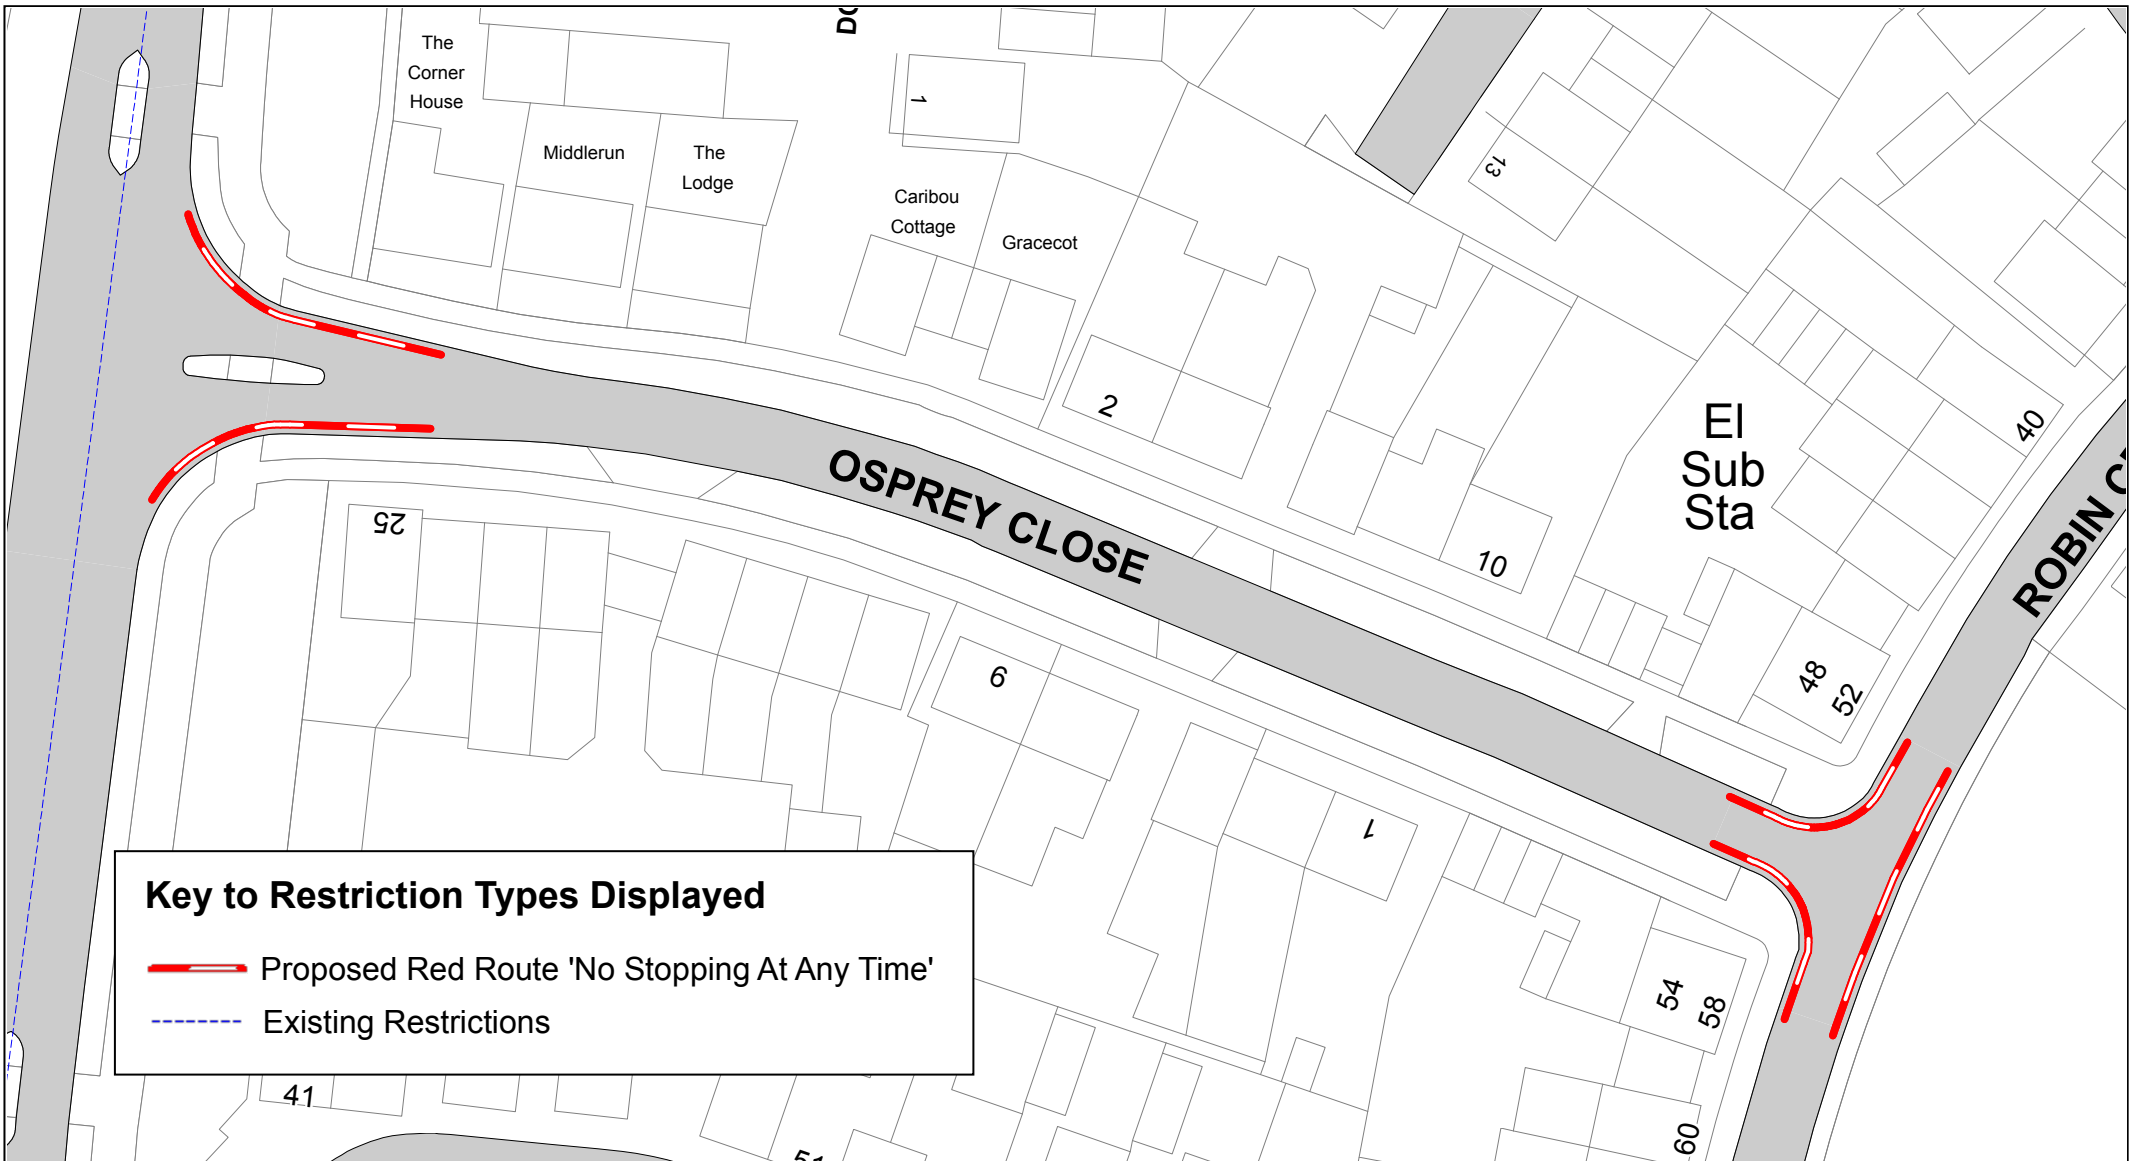 The
Corner
House
Middlerun
The
Lodge
1
Caribou
Cottage
Gracecot
13
2
El
Sub
Sta
40
10
OSPREY CLOSE
25
9
48
52
1
54
58
60
41
Key to Restriction Types Displayed
Proposed Red Route 'No Stopping At Any Time'
Existing Restrictions
ROBIN